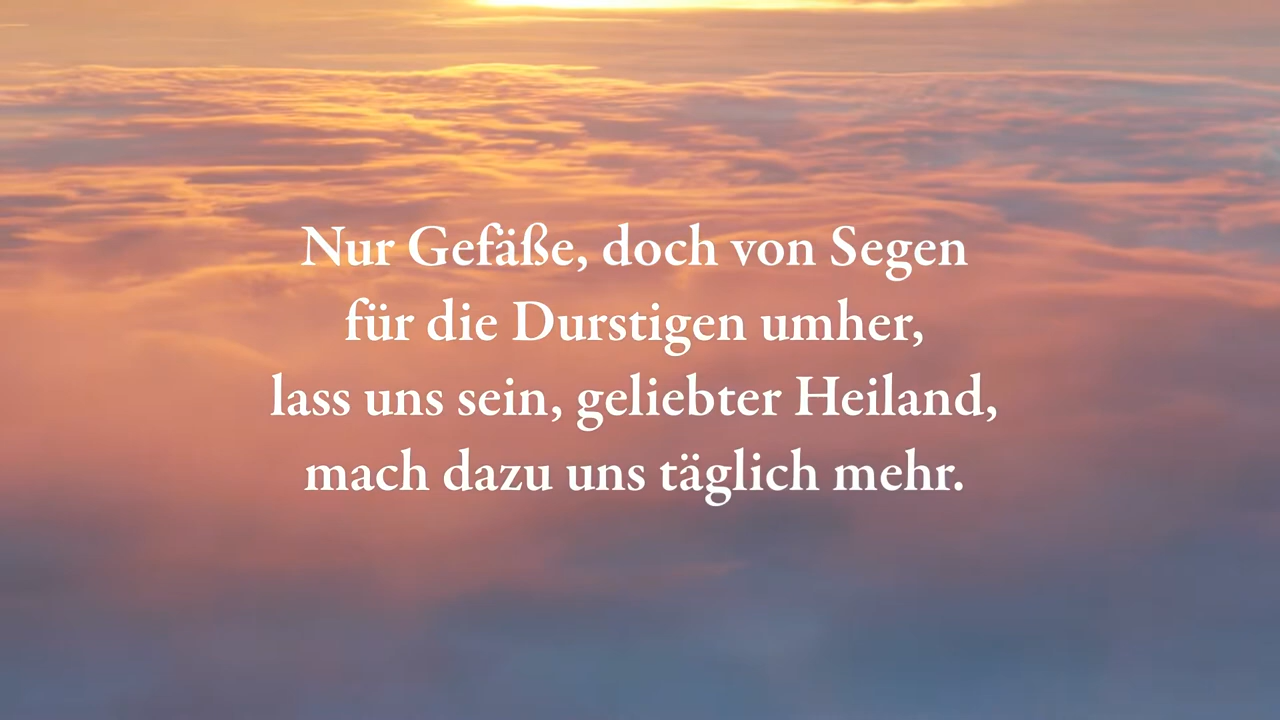 Nur Gefäße, doch von Segen
für die Durstigen umher,
lass uns sein, geliebter Heiland,
mach dazu uns täglich mehr.